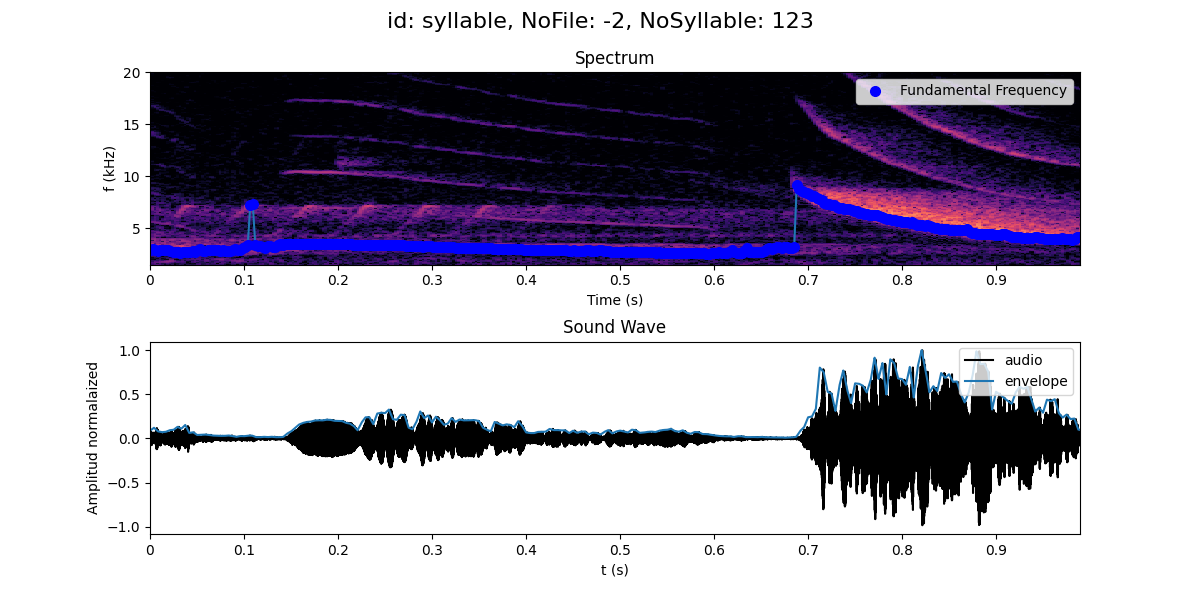 id: syllable, NoFile: -2, NoSyllable: 123
Spectrum
Fundamental Frequency
20
15
10
5
f (kHz)
0 0.1 0.2 0.3 0.4 0.5 0.6 0.7 0.8 0.9
Time (s)
Sound Wave
audio
envelope
1.0
0.5
0.0
−0.5
−1.0
Amplitud normalaized
0 0.1 0.2 0.3 0.4 0.5 0.6 0.7 0.8 0.9
t (s)